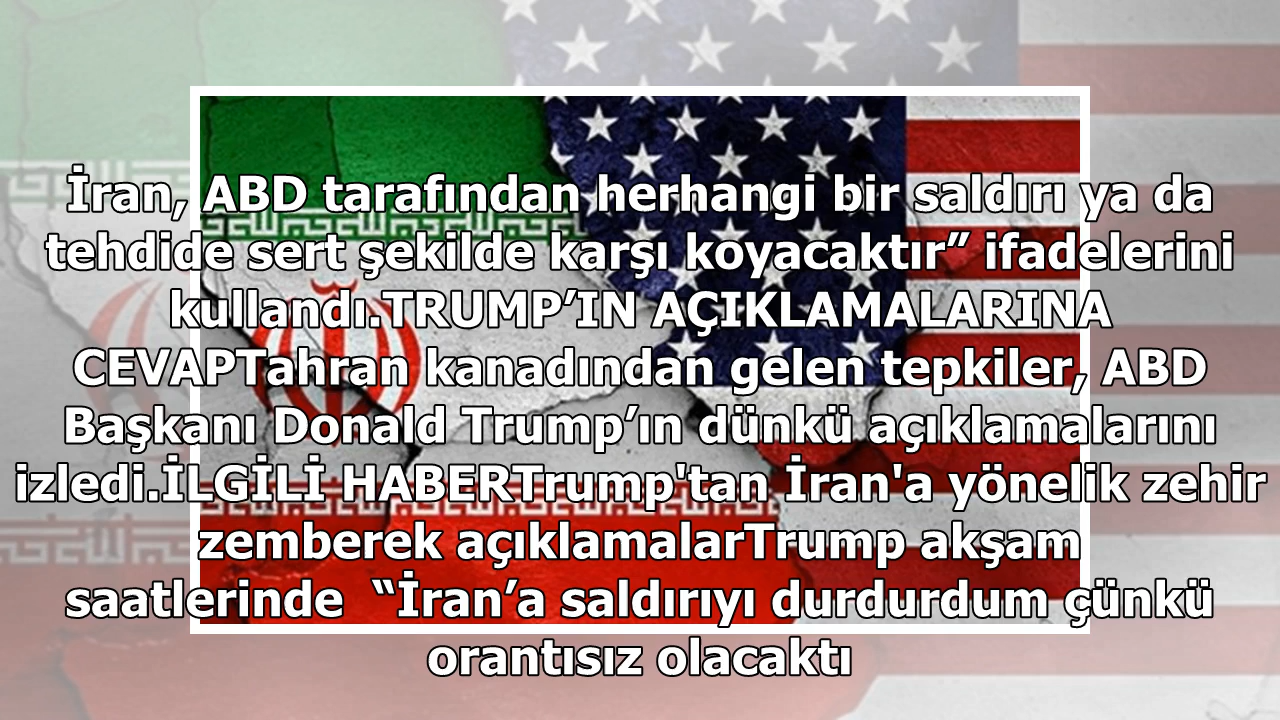 İran, ABD tarafından herhangi bir saldırı ya da
tehdide sert şekilde karşı koyacaktır” ifadelerini
kullandı.TRUMP’IN AÇIKLAMALARINA
CEVAPTahran kanadından gelen tepkiler, ABD
Başkanı Donald Trump’ın dünkü açıklamalarını
izledi.İLGİLİ HABERTrump'tan İran'a yönelik zehir
zemberek açıklamalarTrump akşam
saatlerinde  “İran’a saldırıyı durdurdum çünkü
orantısız olacaktı